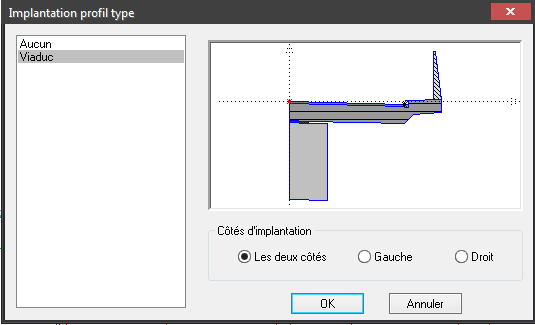 Implantation profil type
Aucun
Viaduc
Côtés d'implantation
Les deux côtés
Gauche
Droit
OK
Annuler